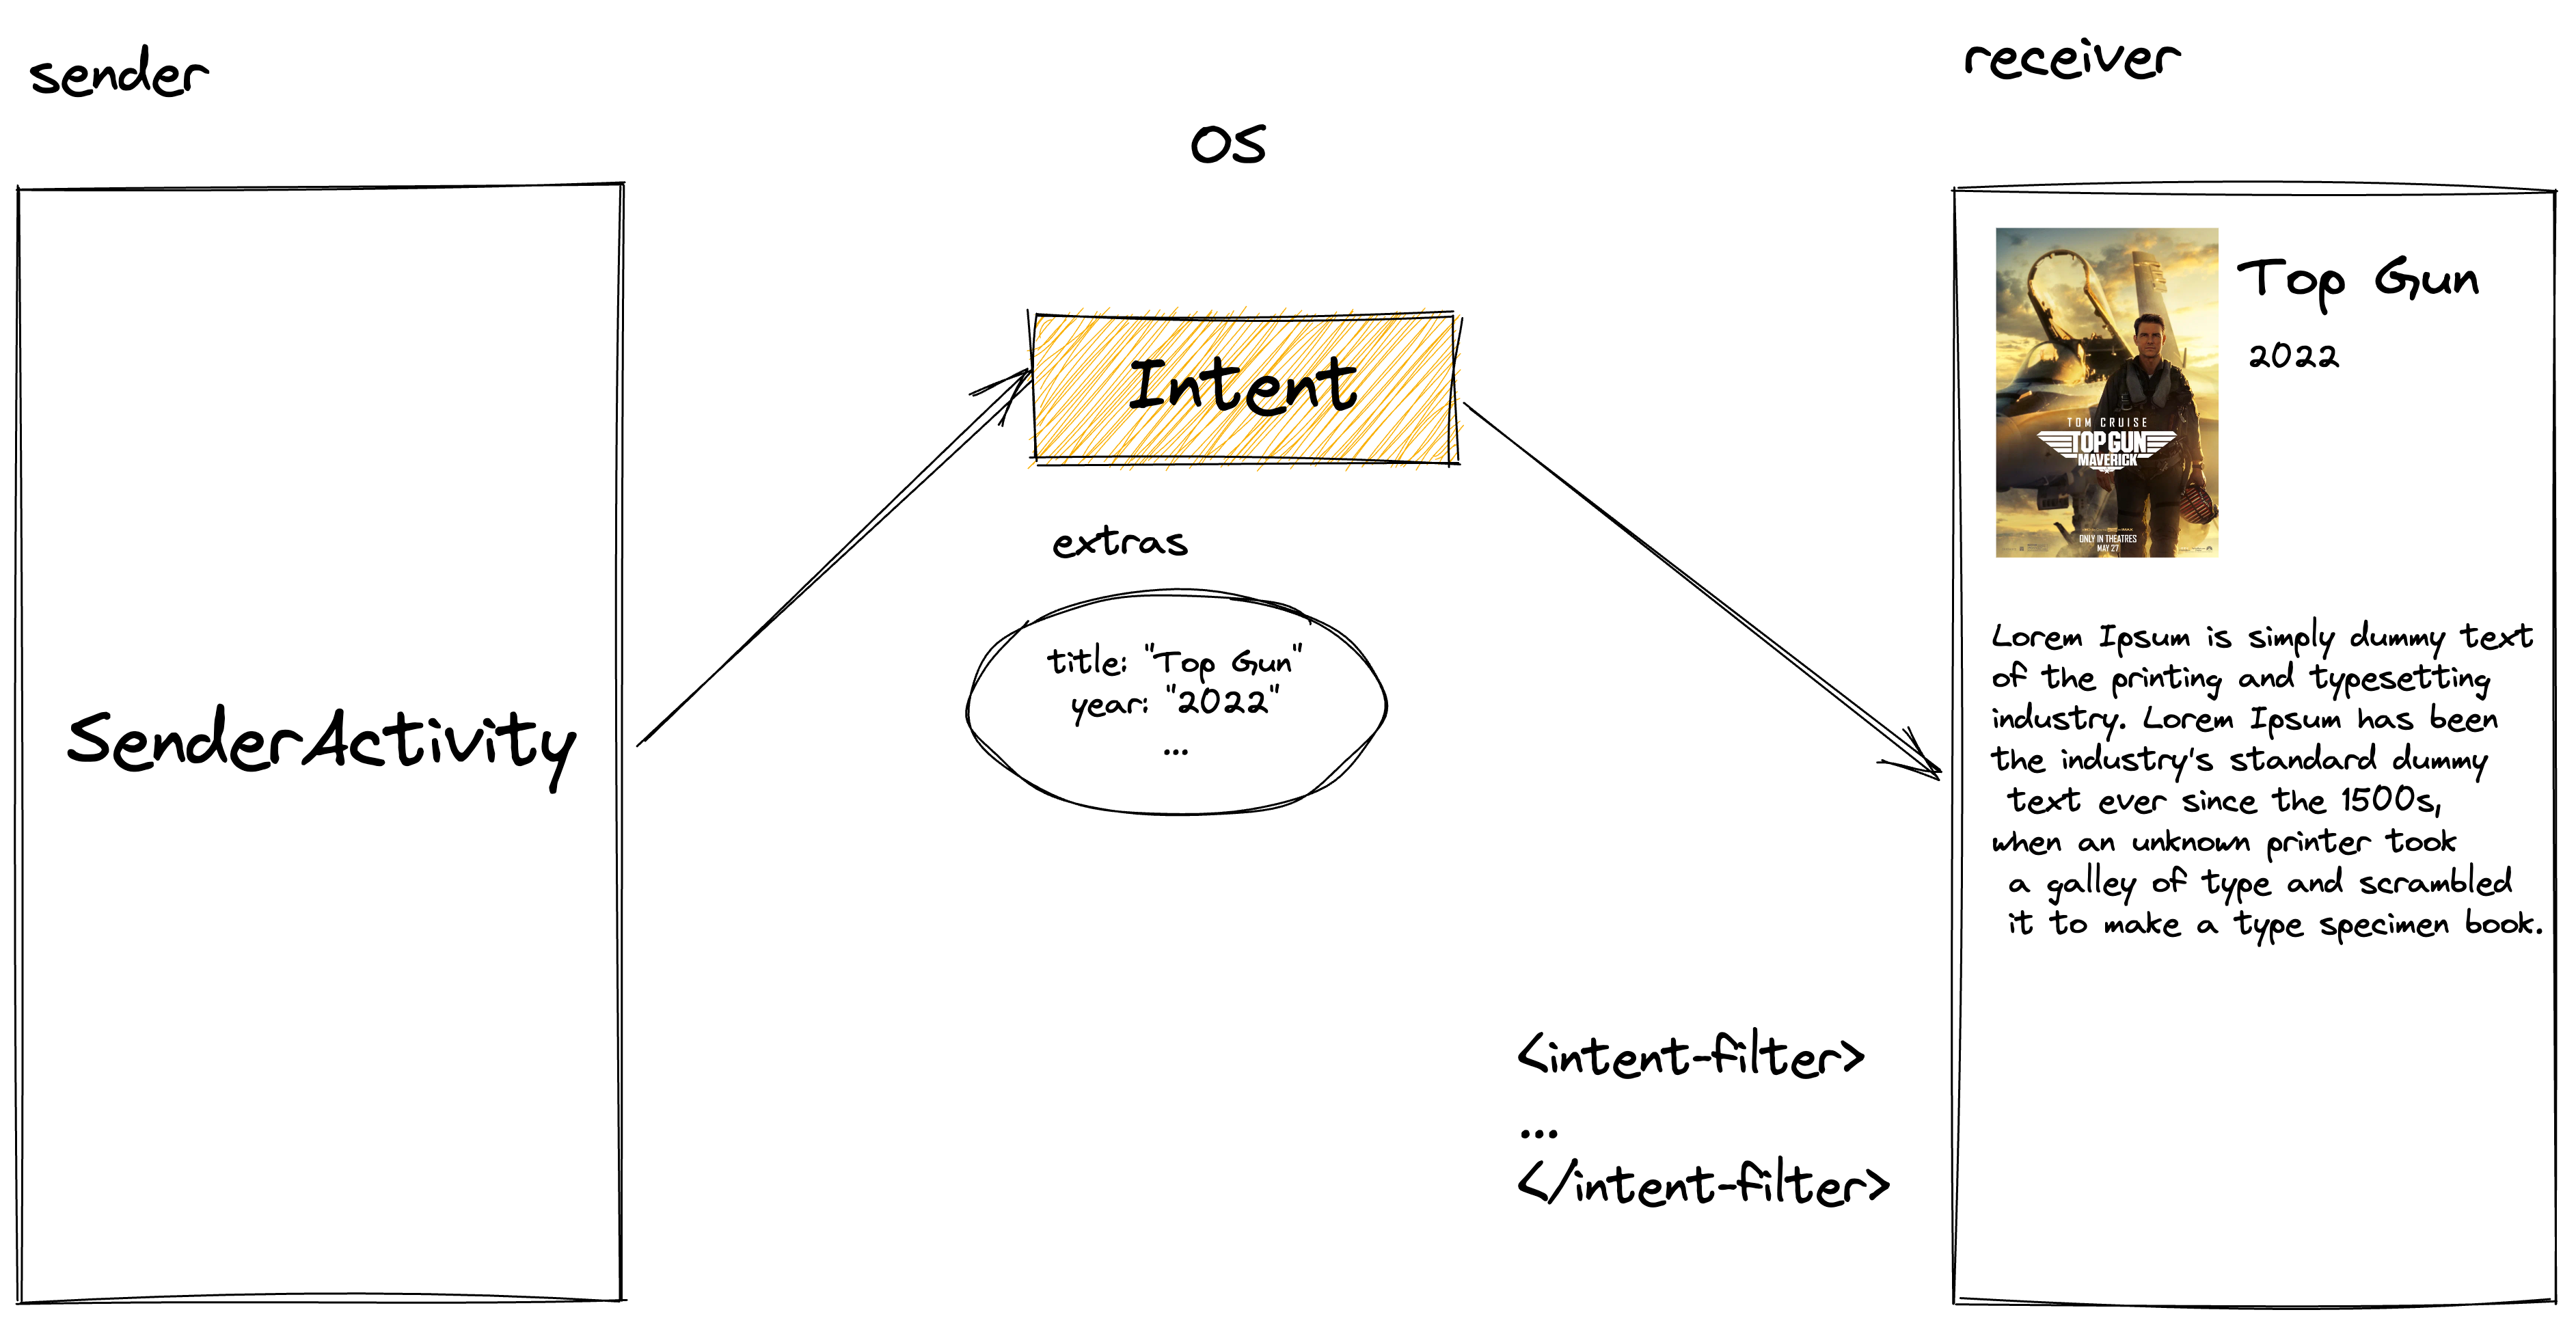 sender
OS
receiver
SenderActivity
Intent
extras
title: "Top Gun"
year: "2022"
...
<intent-filter>
...
</intent-filter>
Top Gun
2022
TOM CRUISE
TOP GUN
MAVERICK
ONLY IN THEATRES
MAY 27
Lorem Ipsum is simply dummy text
of the printing and typesetting
industry. Lorem Ipsum has been
the industry's standard dummy
text ever since the 1500s,
when an unknown printer took
a galley of type and scrambled
it to make a type specimen book.